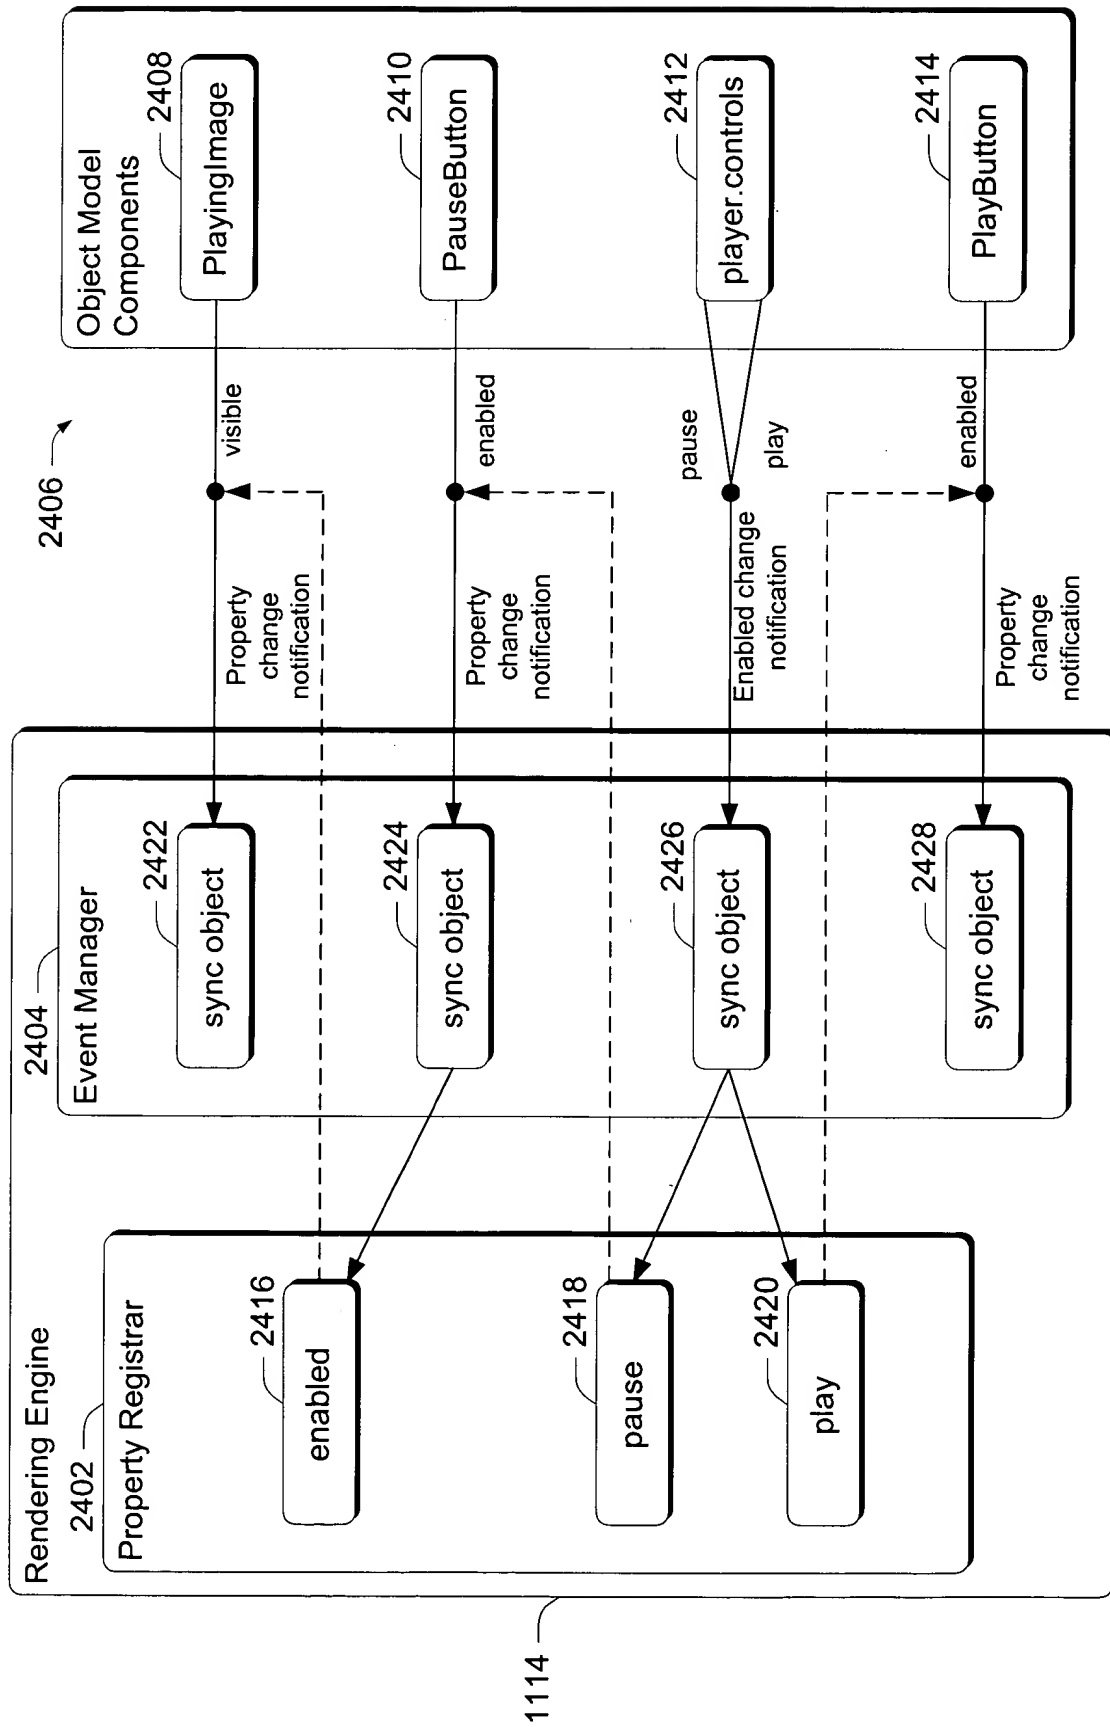 Rendering Engine
1114
2402
Property Registrar
2416
enabled
2418
pause
2420
play
2404
Event Manager
2422
sync object
2424
sync object
2426
sync object
2428
sync object
2406
Property
change
notification
visible
Property
change
notification
enabled
Enabled change
notification
pause
play
Property
change
notification
enabled
Object Model
Components
2408
PlayingImage
2410
PauseButton
2412
player.controls
2414
PlayButton